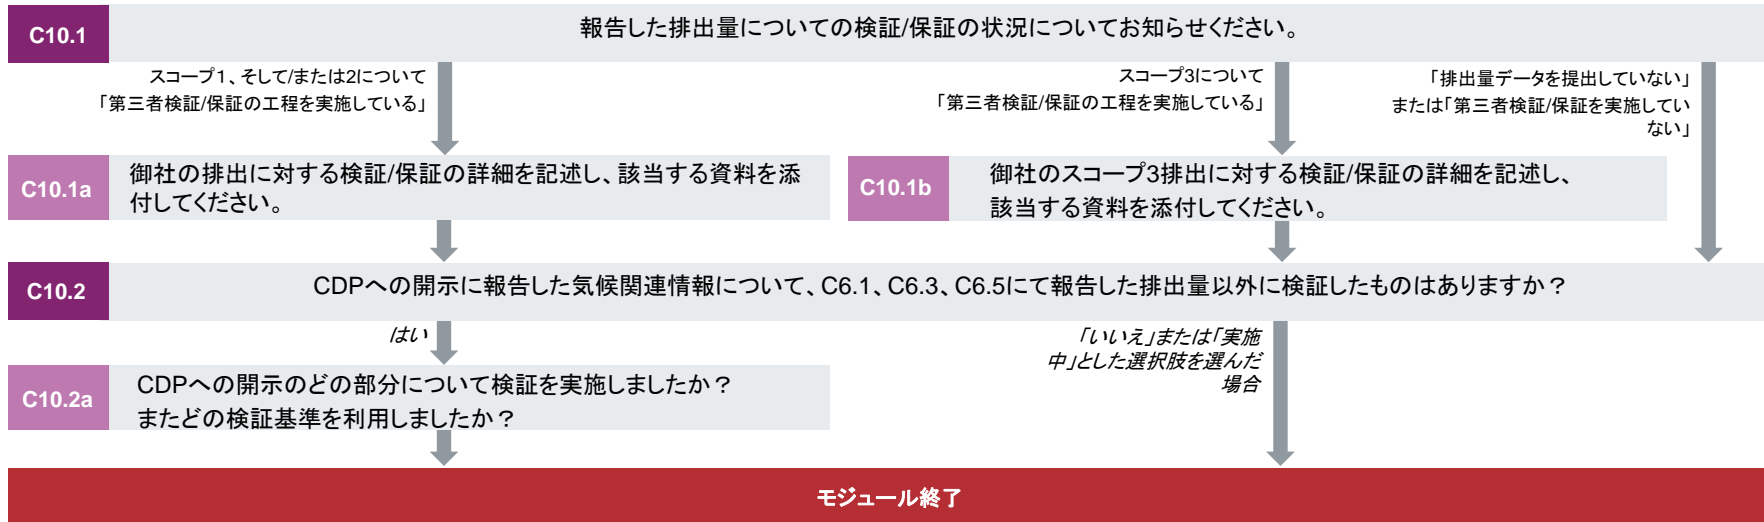 C10.1
報告した排出量についての検証/保証の状況についてお知らせください。
スコープ1、そして/または2について
「第三者検証/保証の工程を実施している」
スコープ3について
「第三者検証/保証の工程を実施している」
「排出量データを提出していない」
または「第三者検証/保証を実施してい
ない」
C10.1a
御社の排出に対する検証/保証の詳細を記述し、該当する資料を添
付してください。
C10.1b
御社のスコープ3排出に対する検証/保証の詳細を記述し、
該当する資料を添付してください。
C10.2
CDPへの開示に報告した気候関連情報について、C6.1、C6.3、C6.5にて報告した排出量以外に検証したものはありますか？
はい
「いいえ」または「実施
中」とした選択肢を選んだ
場合
C10.2a
CDPへの開示のどの部分について検証を実施しましたか？
またどの検証基準を利用しましたか？
モジュール終了